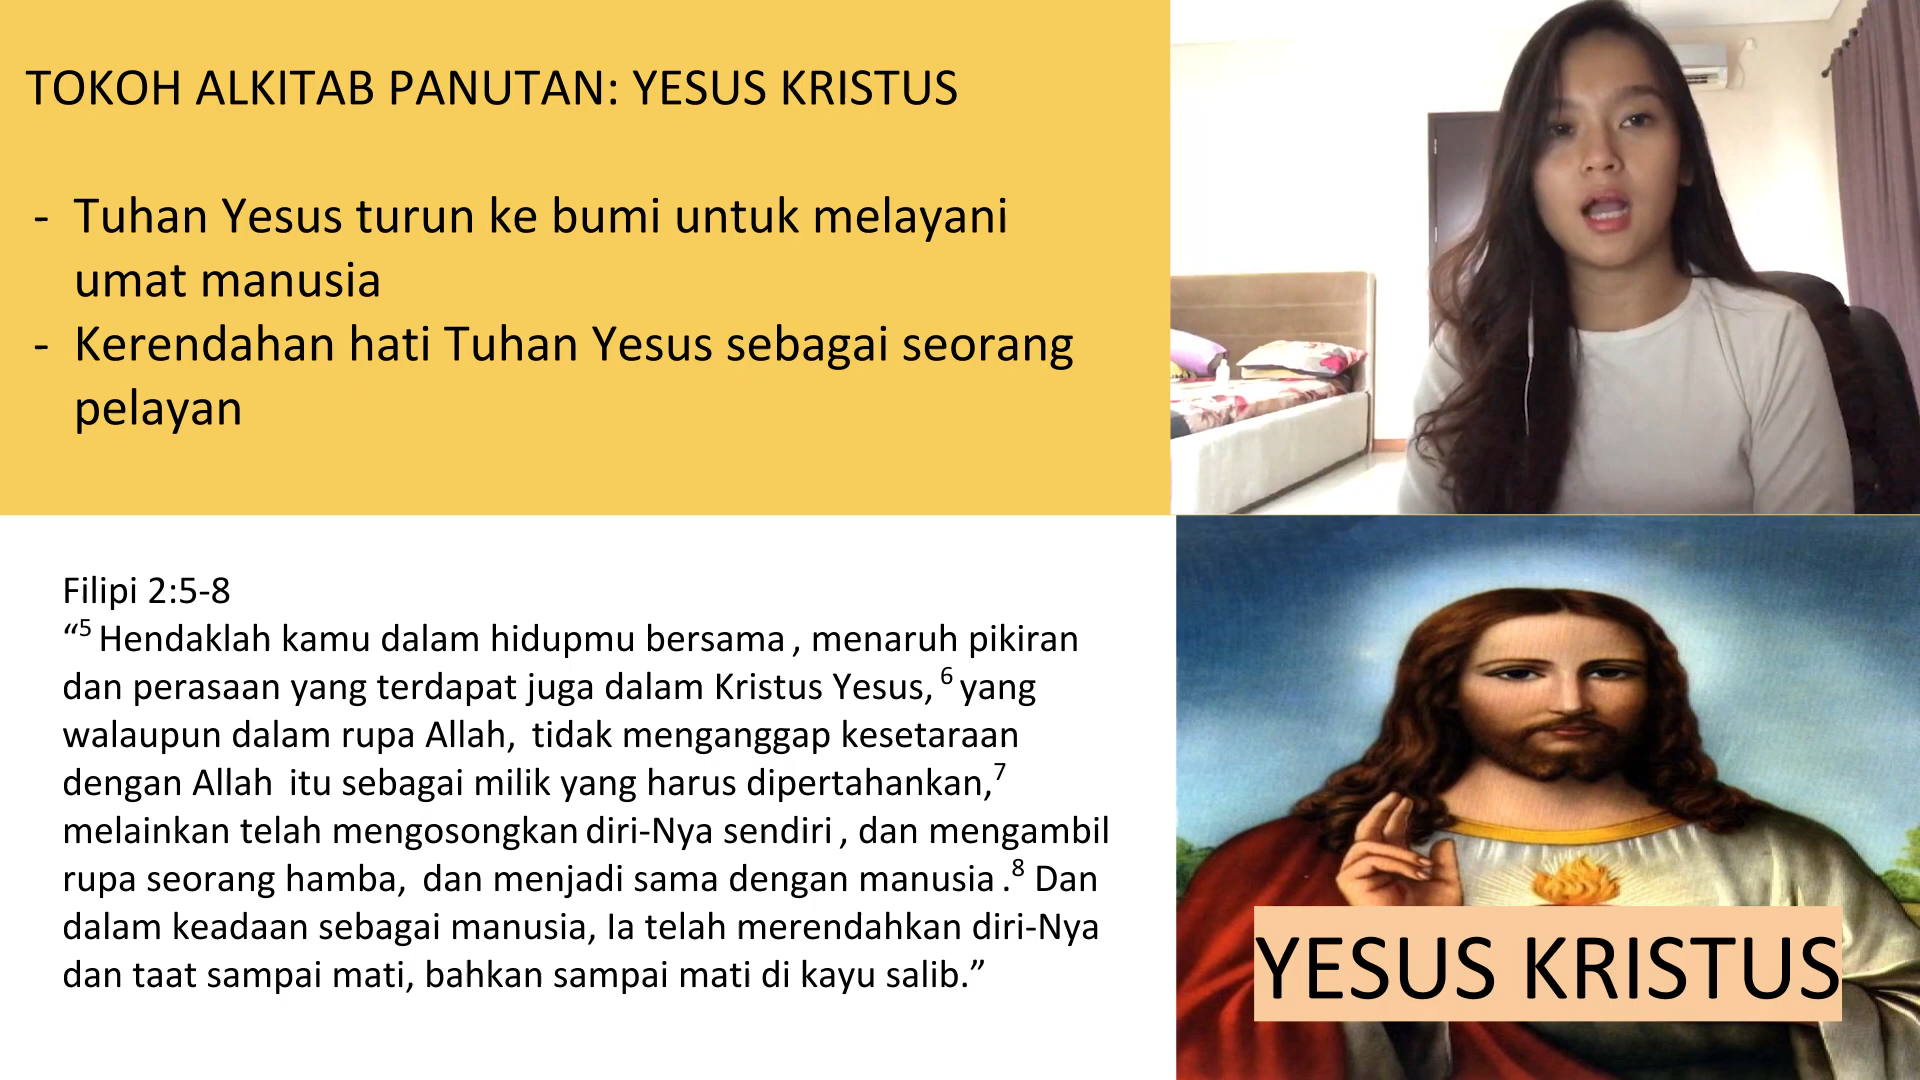 TOKOH ALKITAB PANUTAN: YESUS KRISTUS
- Tuhan Yesus turun ke bumi untuk melayani
umat manusia
- Kerendahan hati Tuhan Yesus sebagai seorang
pelayan
Filipi 2:5-8
“⁵ Hendaklah kamu dalam hidupmu bersama , menaruh pikiran
dan perasaan yang terdapat juga dalam Kristus Yesus, ⁶ yang
walaupun dalam rupa Allah, tidak menganggap kesetaraan
dengan Allah itu sebagai milik yang harus dipertahankan,⁷
melainkan telah mengosongkan diri-Nya sendiri , dan mengambil
rupa seorang hamba, dan menjadi sama dengan manusia .⁸ Dan
dalam keadaan sebagai manusia, Ia telah merendahkan diri-Nya
dan taat sampai mati, bahkan sampai mati di kayu salib.”
YESUS KRISTUS